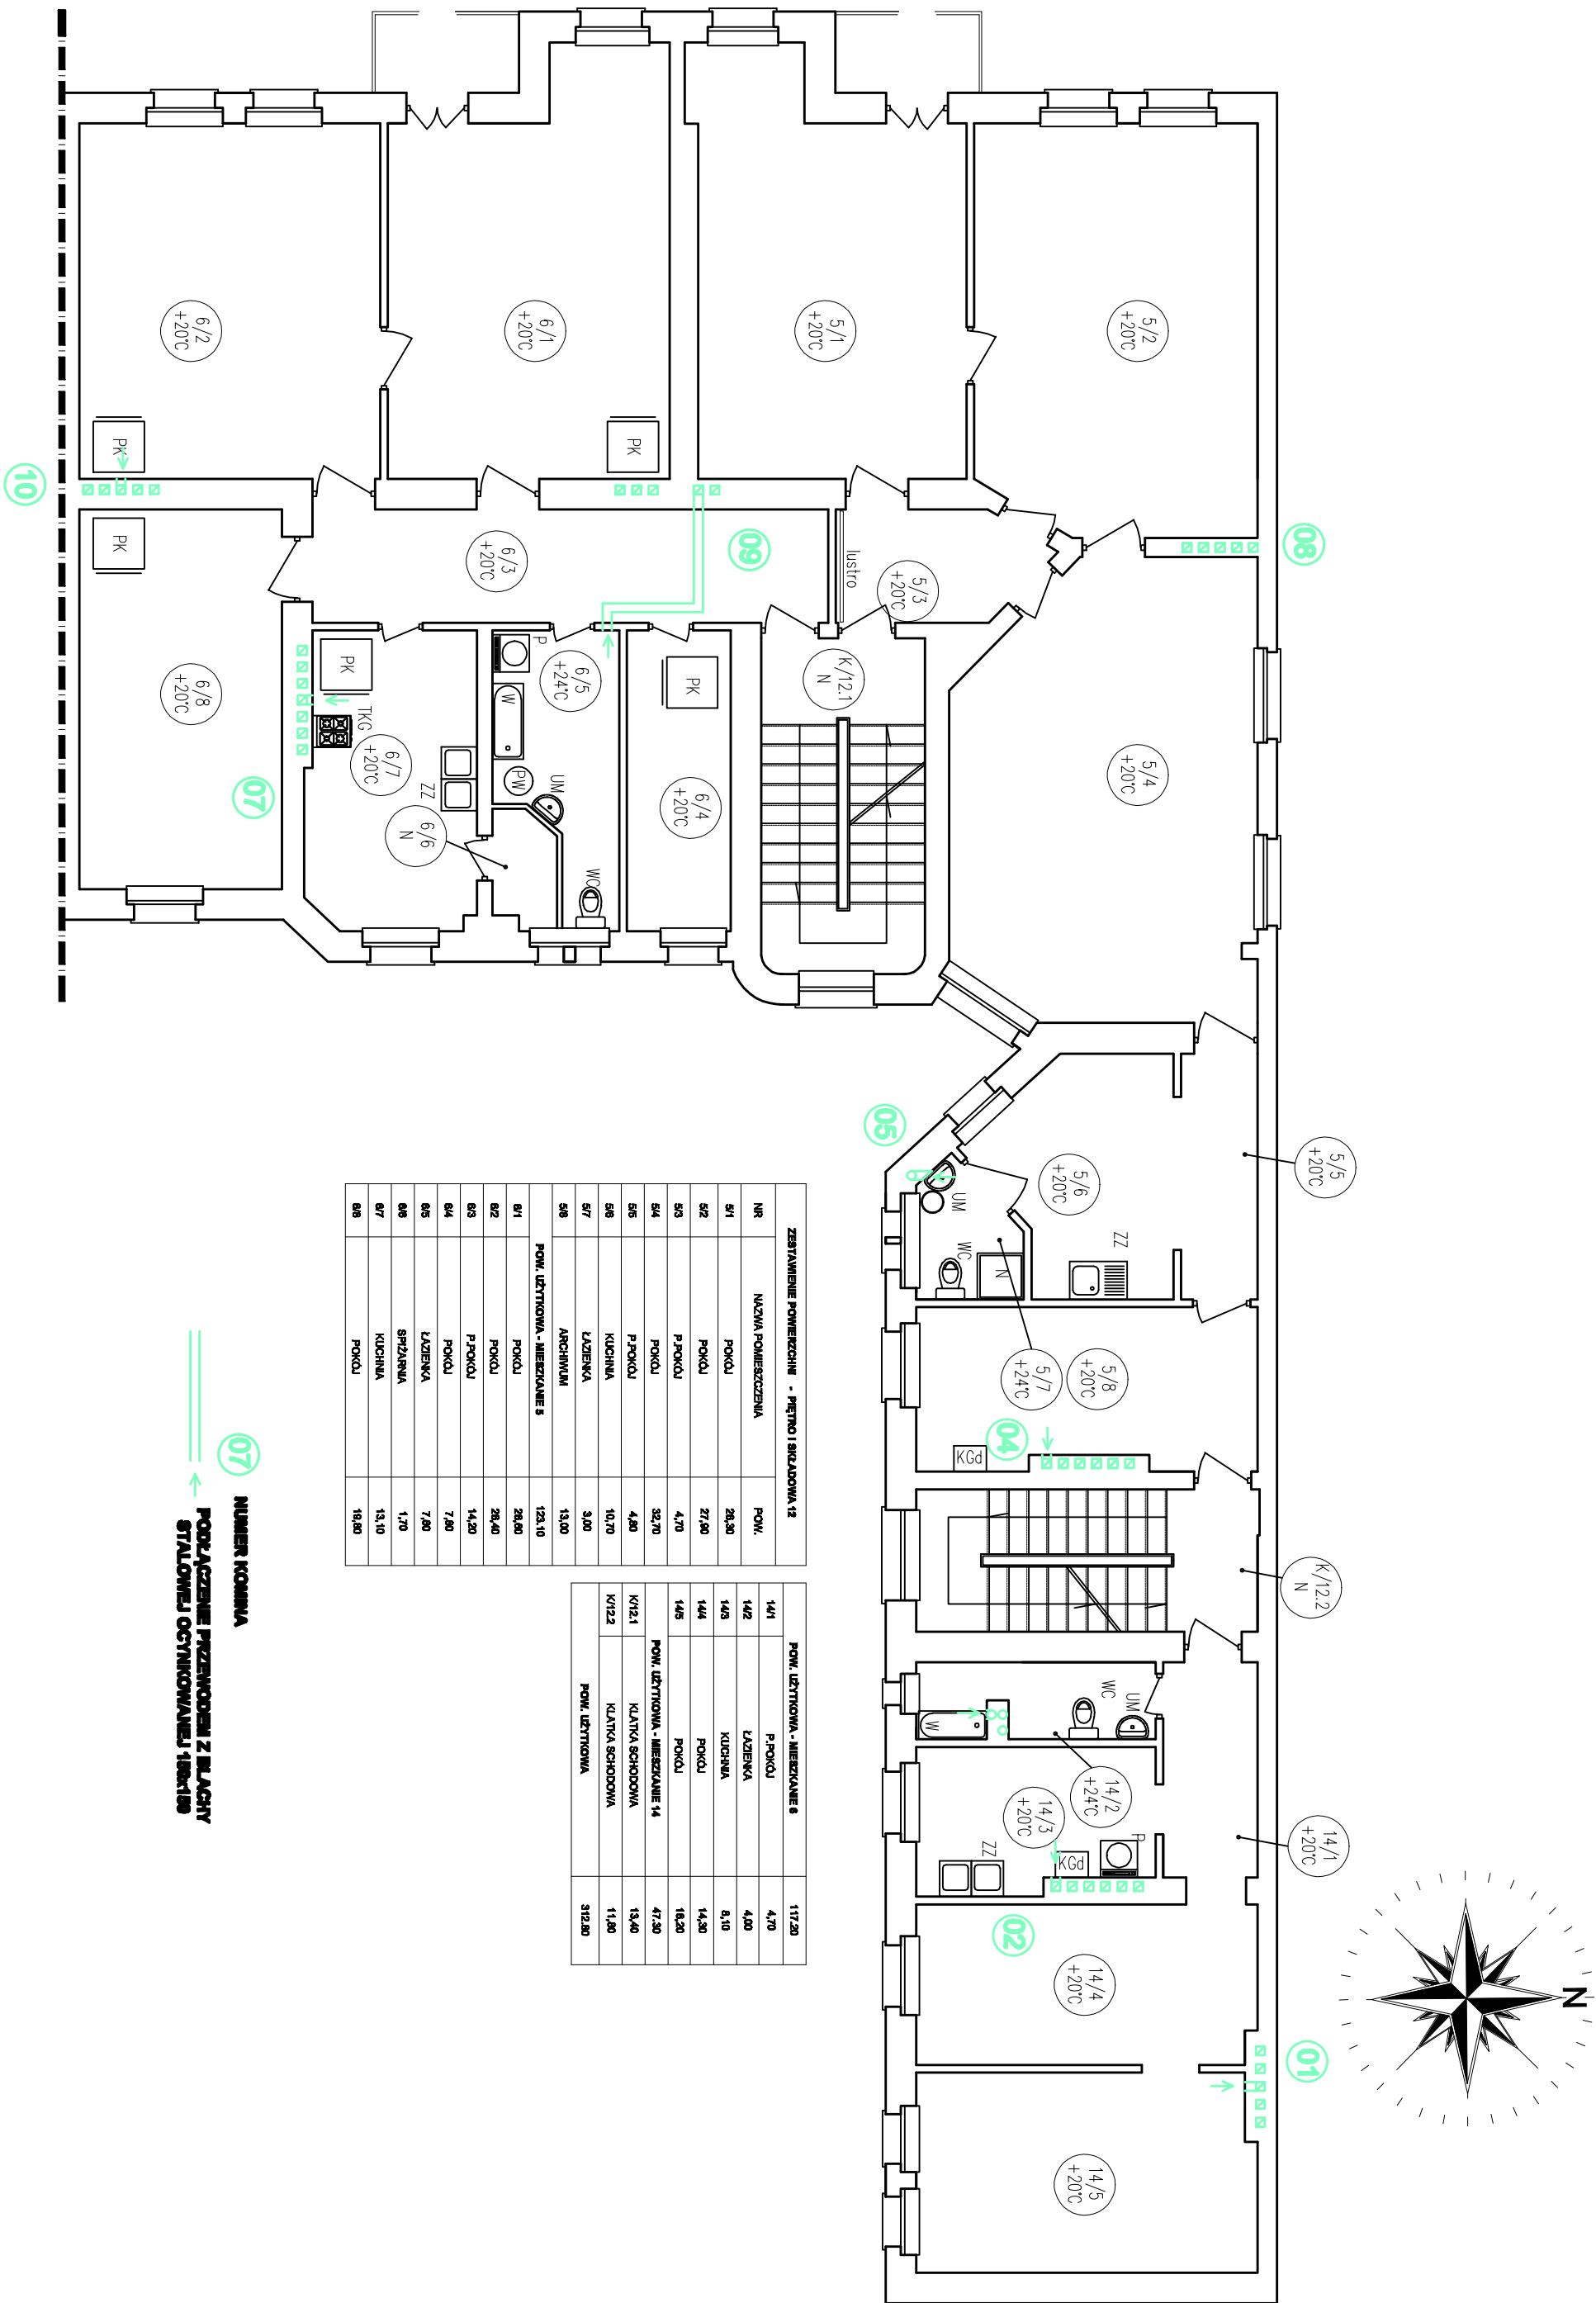 N
01
08
14/1
+20°C
K/12.2
N
5/5
+20°C
5/2
+20°C
5/4
+20°C
5/6
+20°C
ZZ
5/8
+20°C
5/7
+24°C
04
KGd
UM
WC
N
05
UM
WC
W
P
KGd
ZZ
14/2
+24°C
14/3
+20°C
02
14/4
+20°C
14/5
+20°C
5/1
+20°C
5/3
+20°C
lustro
K/12.1
N
09
6/1
+20°C
PK
6/3
+20°C
PK
6/4
+20°C
P
6/5
+24°C
W
PW
UM
WC
6/6
N
ZZ
6/7
+20°C
TKG
PK
07
6/2
+20°C
PK
10
PK
6/8
+20°C
ZESTAWIENIE POWIERZCHNI - PIĘTRO I SKŁADOWA 12
NR NAZWA POMIESZCZENIA POW.
5/1 POKÓJ 26,30
5/2 POKÓJ 27,90
5/3 P.POKÓJ 4,70
5/4 POKÓJ 32,70
5/5 P.POKÓJ 4,80
5/6 KUCHNIA 10,70
5/7 ŁAZIENKA 3,00
5/8 ARCHIWUM 13,00
POW. UŻYTKOWA - MIESZKANIE 5 123.10
6/1 POKÓJ 26,60
6/2 POKÓJ 26,40
6/3 P.POKÓJ 14,20
6/4 POKÓJ 7,80
6/5 ŁAZIENKA 7,60
6/6 SPIŻARNIA 1,70
6/7 KUCHNIA 13,10
6/8 POKÓJ 19,80
POW. UŻYTKOWA - MIESZKANIE 6 117.20
14/1 P.POKÓJ 4,70
14/2 ŁAZIENKA 4,00
14/3 KUCHNIA 8,10
14/4 POKÓJ 14,30
14/5 POKÓJ 16,20
POW. UŻYTKOWA - MIESZKANIE 14 47.30
K/12.1 KLATKA SCHODOWA 13,40
K/12.2 KLATKA SCHODOWA 11,80
POW. UŻYTKOWA 312.80
07 NUMER KOMINA
PODŁĄCZENIE PRZEWODEM Z BLACHY
STALOWEJ OCYNKOWANEJ 150x150